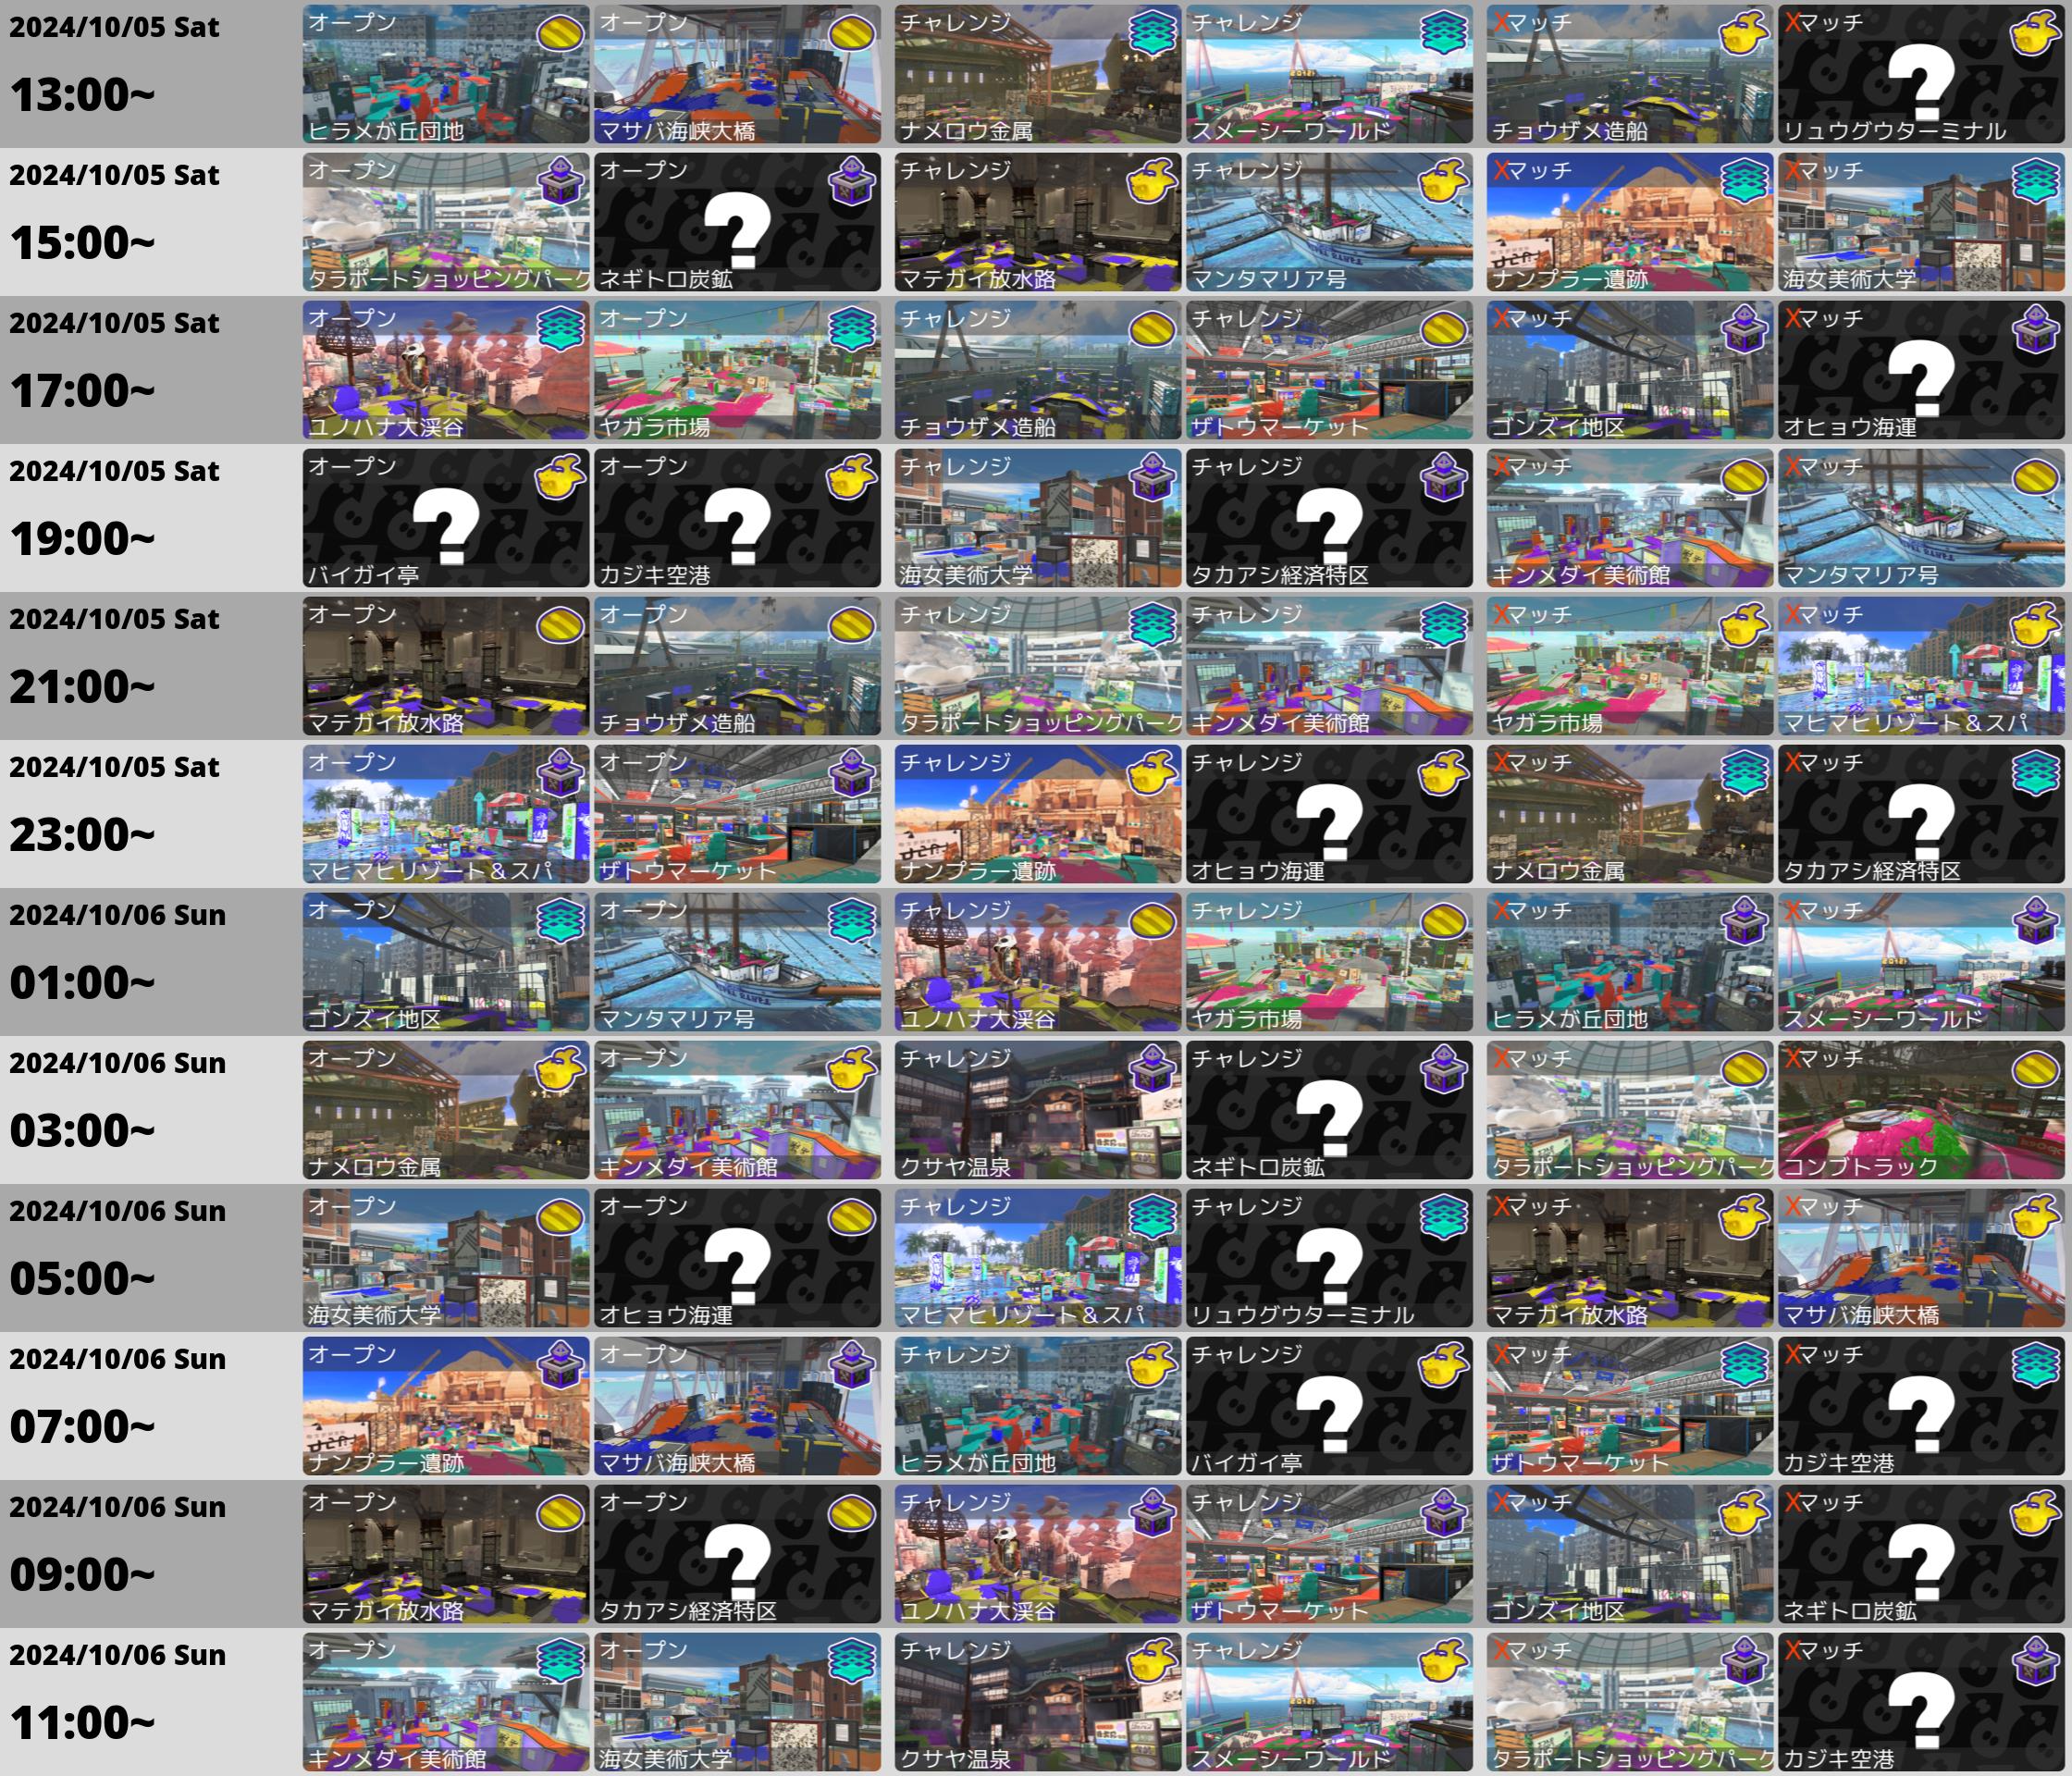 2024/10/05 Sat
13:00~
オープン
ヒラメが丘団地
オープン
マサバ海峡大橋
チャレンジ
ナメロウ金属
チャレンジ
スメーシーワールド
Xマッチ
チョウザメ造船
Xマッチ
リュウグウターミナル
2024/10/05 Sat
15:00~
オープン
タラポートショッピングパーク
オープン
ネギトロ炭鉱
チャレンジ
マテガイ放水路
チャレンジ
マンタマリア号
Xマッチ
ナンプラー遺跡
Xマッチ
海女美術大学
2024/10/05 Sat
17:00~
オープン
ユノハナ大渓谷
オープン
ヤガラ市場
チャレンジ
チョウザメ造船
チャレンジ
ザトウマーケット
Xマッチ
ゴンズイ地区
Xマッチ
オヒョウ海運
2024/10/05 Sat
19:00~
オープン
バイガイ亭
オープン
カジキ空港
チャレンジ
海女美術大学
チャレンジ
タカアシ経済特区
Xマッチ
キンメダイ美術館
Xマッチ
マンタマリア号
2024/10/05 Sat
21:00~
オープン
マテガイ放水路
オープン
チョウザメ造船
チャレンジ
タラポートショッピングパーク
チャレンジ
キンメダイ美術館
Xマッチ
ヤガラ市場
Xマッチ
マヒマヒリゾート&スパ
2024/10/05 Sat
23:00~
オープン
マヒマヒリゾート&スパ
オープン
ザトウマーケット
チャレンジ
ナンプラー遺跡
チャレンジ
オヒョウ海運
Xマッチ
ナメロウ金属
Xマッチ
タカアシ経済特区
2024/10/06 Sun
01:00~
オープン
ゴンズイ地区
オープン
マンタマリア号
チャレンジ
ユノハナ大渓谷
チャレンジ
ヤガラ市場
Xマッチ
ヒラメが丘団地
Xマッチ
スメーシーワールド
2024/10/06 Sun
03:00~
オープン
ナメロウ金属
オープン
キンメダイ美術館
チャレンジ
クサヤ温泉
チャレンジ
ネギトロ炭鉱
Xマッチ
タラポートショッピングパーク
Xマッチ
コンブトラック
2024/10/06 Sun
05:00~
オープン
海女美術大学
オープン
オヒョウ海運
チャレンジ
マヒマヒリゾート&スパ
チャレンジ
リュウグウターミナル
Xマッチ
マテガイ放水路
Xマッチ
マサバ海峡大橋
2024/10/06 Sun
07:00~
オープン
ナンプラー遺跡
オープン
マサバ海峡大橋
チャレンジ
ヒラメが丘団地
チャレンジ
バイガイ亭
Xマッチ
ザトウマーケット
Xマッチ
カジキ空港
2024/10/06 Sun
09:00~
オープン
マテガイ放水路
オープン
タカアシ経済特区
チャレンジ
ユノハナ大渓谷
チャレンジ
ザトウマーケット
Xマッチ
ゴンズイ地区
Xマッチ
ネギトロ炭鉱
2024/10/06 Sun
11:00~
オープン
キンメダイ美術館
オープン
海女美術大学
チャレンジ
クサヤ温泉
チャレンジ
スメーシーワールド
Xマッチ
タラポートショッピングパーク
Xマッチ
カジキ空港